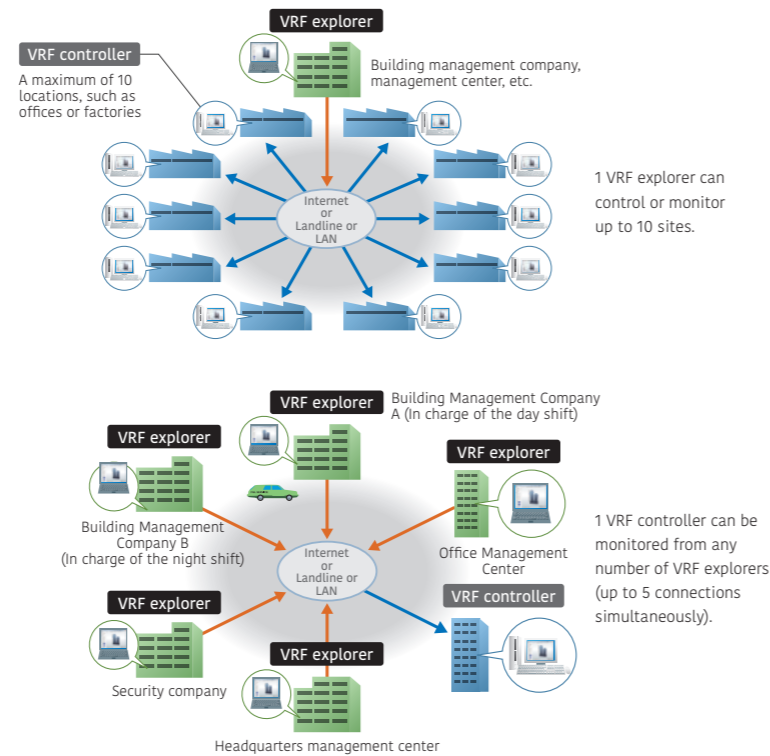 VRF explorer
VRF controller
A maximum of 10
locations, such as
offices or factories
Building management company,
management center, etc.
Internet
or
Landline or
LAN
1 VRF explorer can
control or monitor
up to 10 sites.
VRF explorer
Building Management Company
A (In charge of the day shift)
VRF explorer
Building Management
Company B
(In charge of the night shift)
VRF explorer
Office Management
Center
Internet
or
Landline or
LAN
VRF controller
VRF explorer
Security company
VRF explorer
Headquarters management center
1 VRF controller can be
monitored from any
number of VRF explorers
(up to 5 connections
simultaneously).